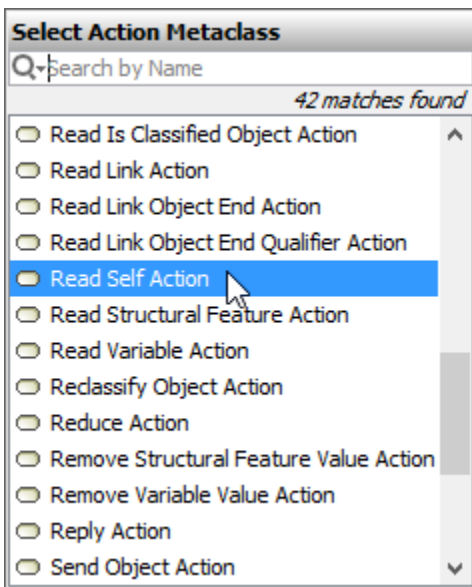 Select Action Metaclass
Search by Name
42 matches found
Read Is Classified Object Action
Read Link Action
Read Link Object End Action
Read Link Object End Qualifier Action
Read Self Action
Read Structural Feature Action
Read Variable Action
Reclassify Object Action
Reduce Action
Remove Structural Feature Value Action
Remove Variable Value Action
Reply Action
Send Object Action